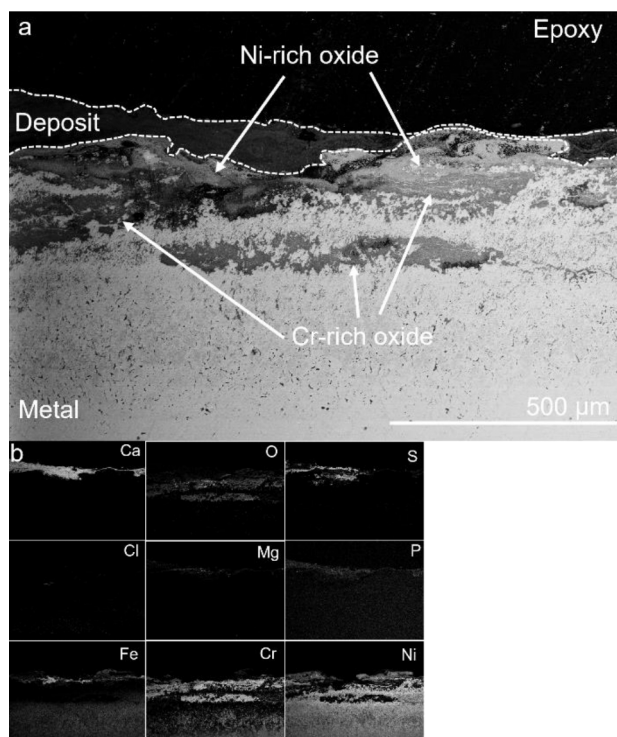 a
Epoxy
Ni-rich oxide
Deposit
Cr-rich oxide
Metal
500 µm
b
Ca
O
S
Cl
Mg
P
Fe
Cr
Ni